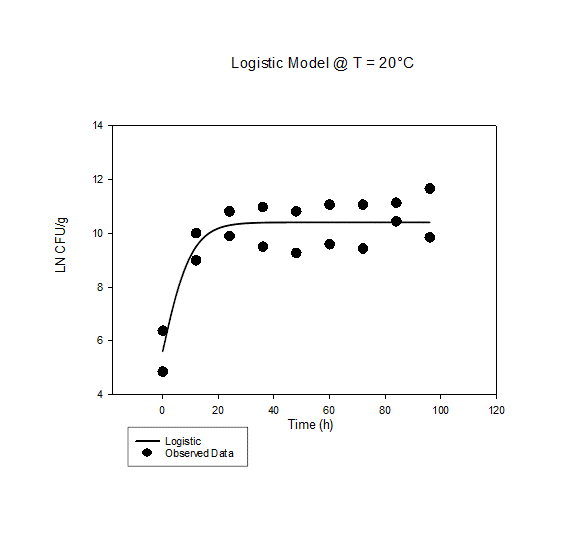 Logistic Model @ T = 20°C
14
12
10
8
6
4
LN CFU/g
0 20 40 60 80 100 120
Time (h)
Logistic
Observed Data